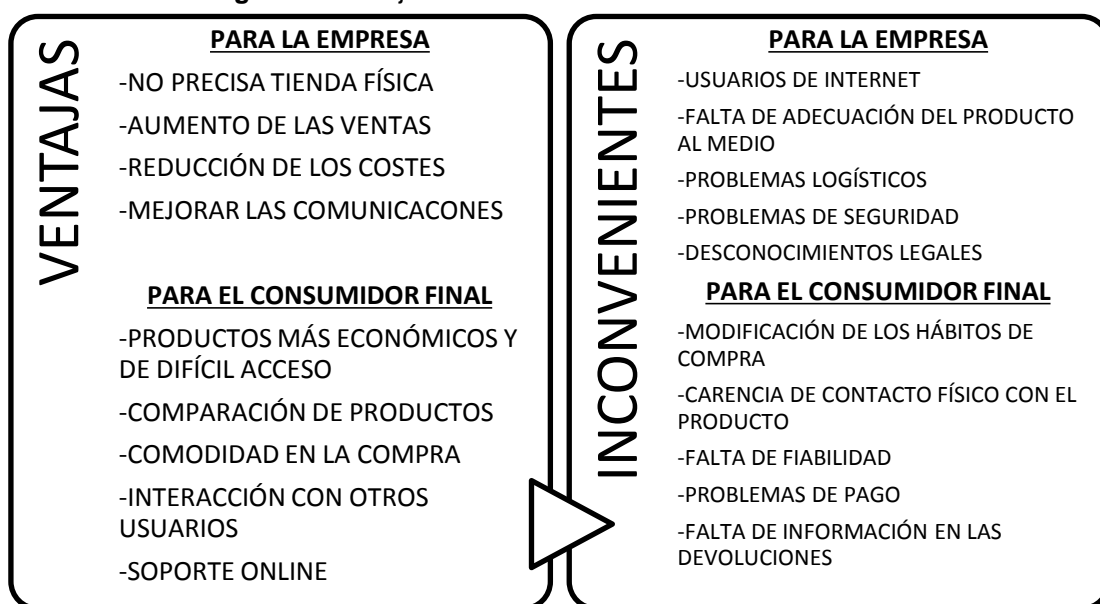 VENTAJAS
PARA LA EMPRESA
-NO PRECISA TIENDA FÍSICA
-AUMENTO DE LAS VENTAS
-REDUCCIÓN DE LOS COSTES
-MEJORAR LAS COMUNICACONES
PARA EL CONSUMIDOR FINAL
-PRODUCTOS MÁS ECONÓMICOS Y
DE DIFÍCIL ACCESO
-COMPARACIÓN DE PRODUCTOS
-COMODIDAD EN LA COMPRA
-INTERACCIÓN CON OTROS
USUARIOS
-SOPORTE ONLINE
INCONVENIENTES
PARA LA EMPRESA
-USUARIOS DE INTERNET
-FALTA DE ADECUACIÓN DEL PRODUCTO
AL MEDIO
-PROBLEMAS LOGÍSTICOS
-PROBLEMAS DE SEGURIDAD
-DESCONOCIMIENTOS LEGALES
PARA EL CONSUMIDOR FINAL
-MODIFICACIÓN DE LOS HÁBITOS DE
COMPRA
-CARENCIA DE CONTACTO FÍSICO CON EL
PRODUCTO
-FALTA DE FIABILIDAD
-PROBLEMAS DE PAGO
-FALTA DE INFORMACIÓN EN LAS
DEVOLUCIONES